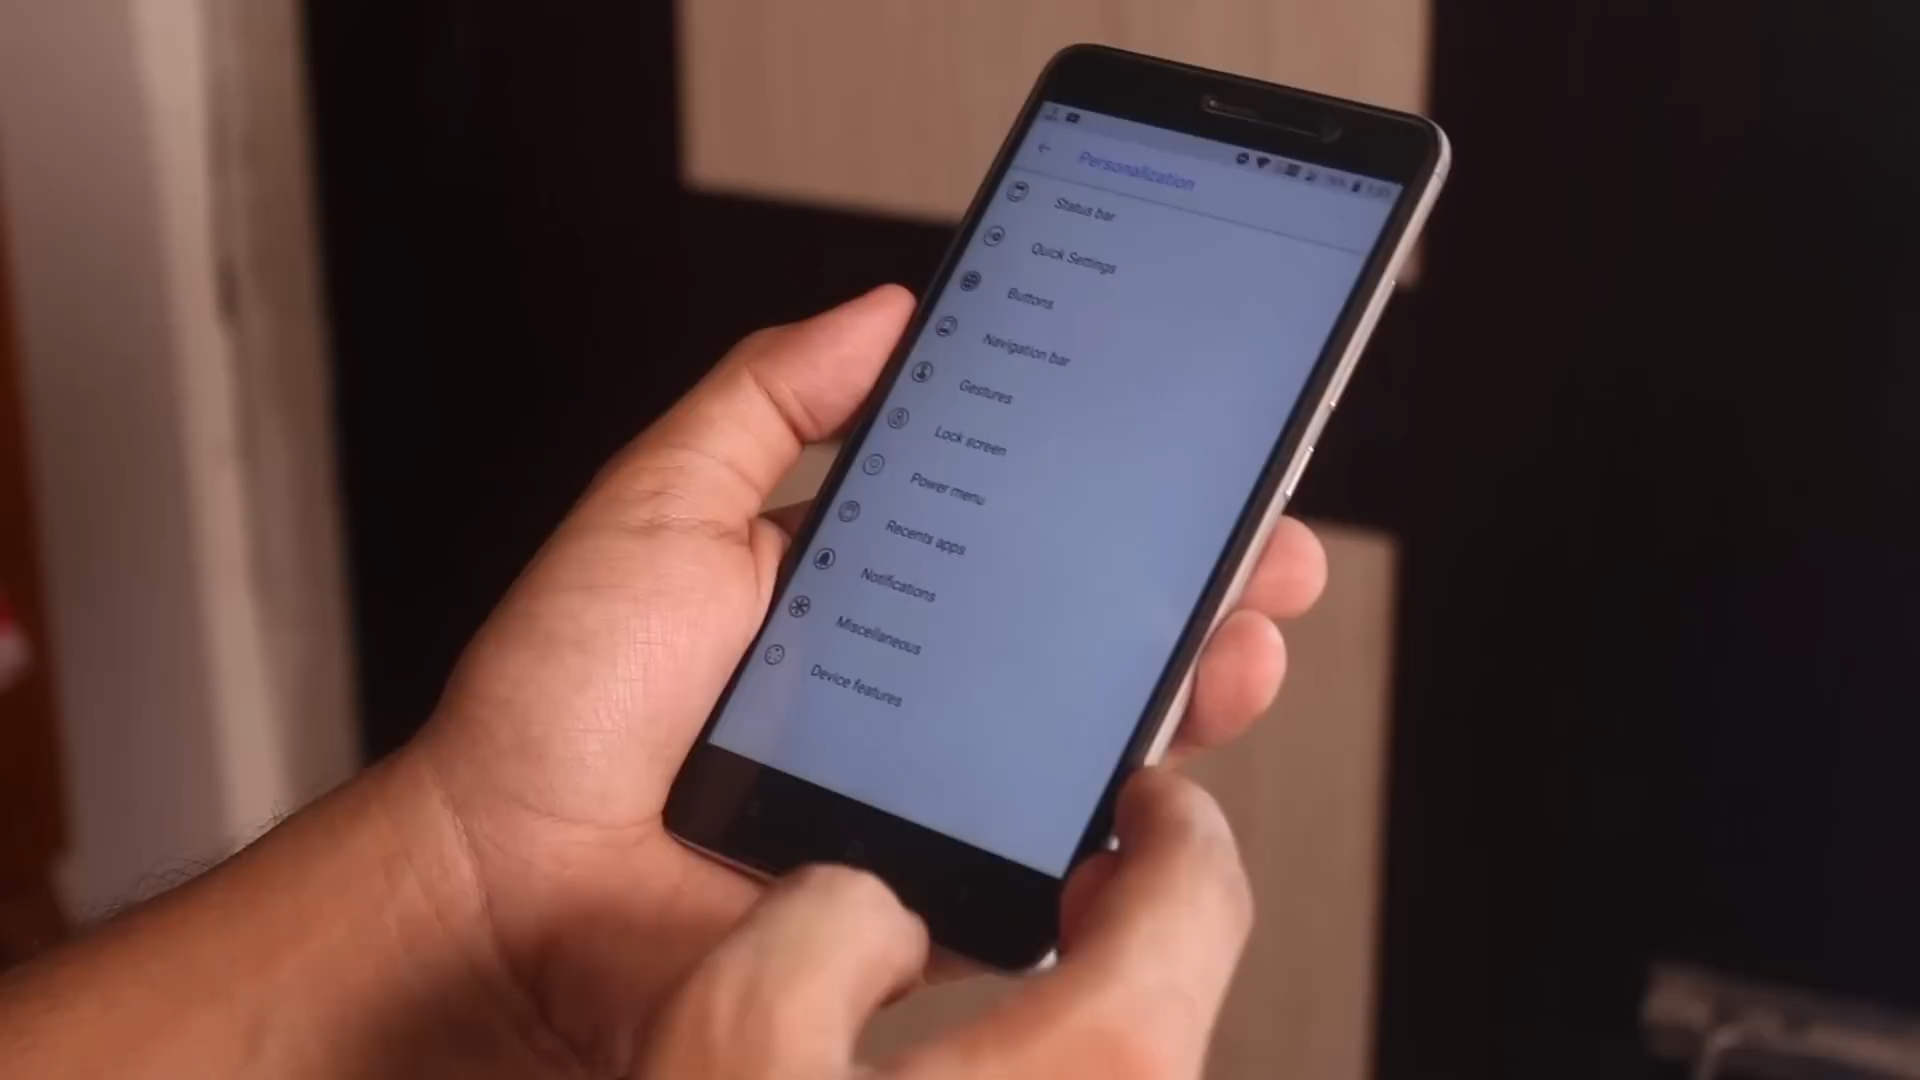 Personalization
Status bar
Quick Settings
Buttons
Navigation bar
Gestures
Lock screen
Power menu
Recents apps
Notifications
Miscellaneous
Device features